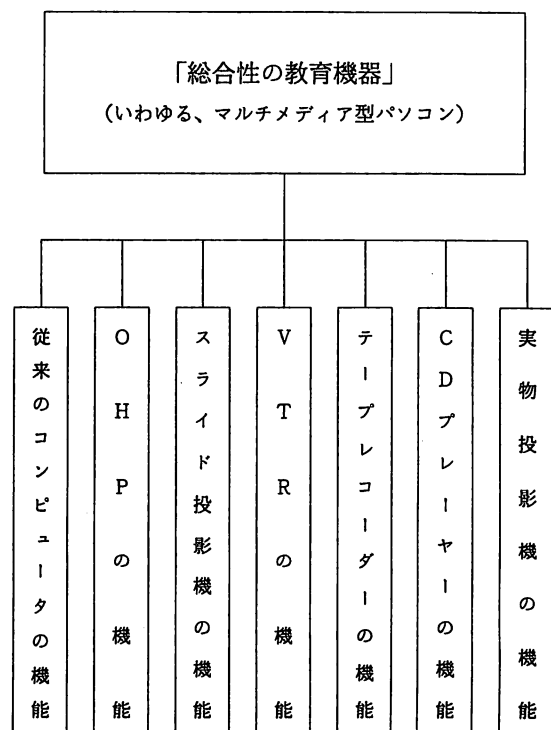 「総合性の教育機器」
(いわゆる、マルチメディア型パソコン)
従来のコンピュータの機能
OHPの機能
スライド投影機の機能
VTRの機能
テープレコーダーの機能
CDプレーヤーの機能
実物投影機の機能